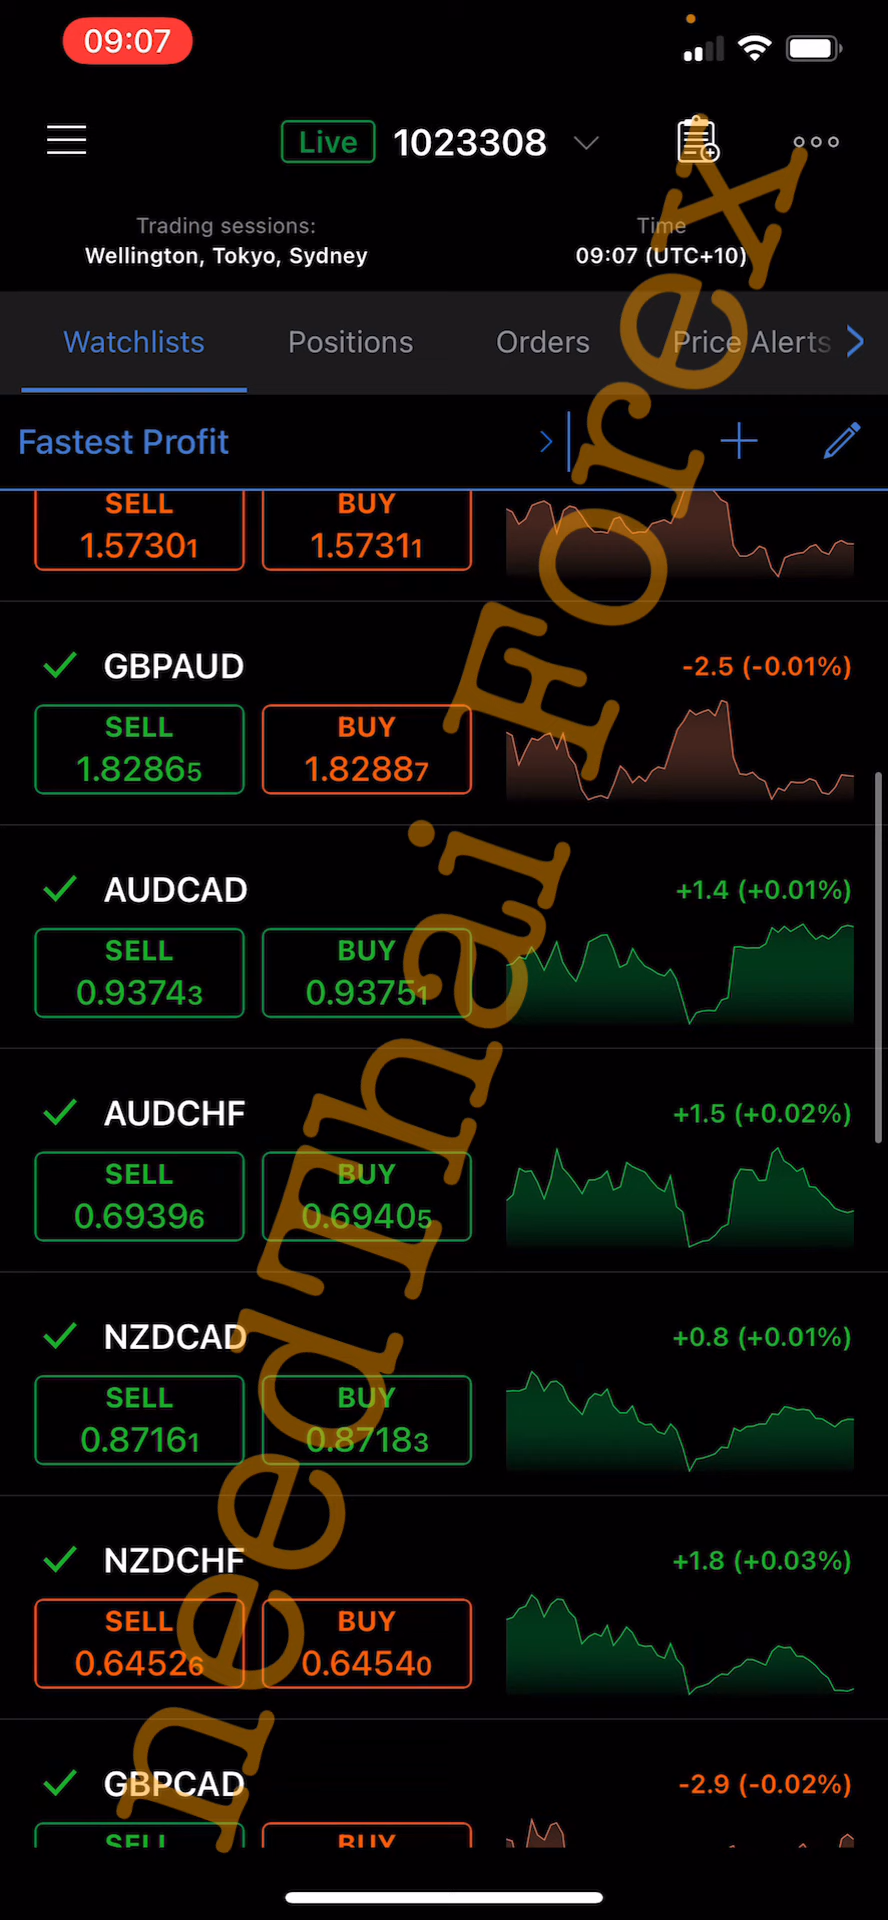 09:07
Live 1023308
Trading sessions:
Wellington, Tokyo, Sydney
Time
09:07 (UTC+10)
Watchlists Positions Orders Price Alerts
Fastest Profit
SELL
1.57301
BUY
1.57311
GBPAUD
-2.5 (-0.01%)
SELL
1.82865
BUY
1.82887
AUDCAD
+1.4 (+0.01%)
SELL
0.93743
BUY
0.93751
AUDCHF
+1.5 (+0.02%)
SELL
0.69396
BUY
0.69405
NZDCAD
+0.8 (+0.01%)
SELL
0.87161
BUY
0.87183
NZDCHF
+1.8 (+0.03%)
SELL
0.64526
BUY
0.64540
GBPCAD
-2.9 (-0.02%)
SELL
BUY
needThai Forex